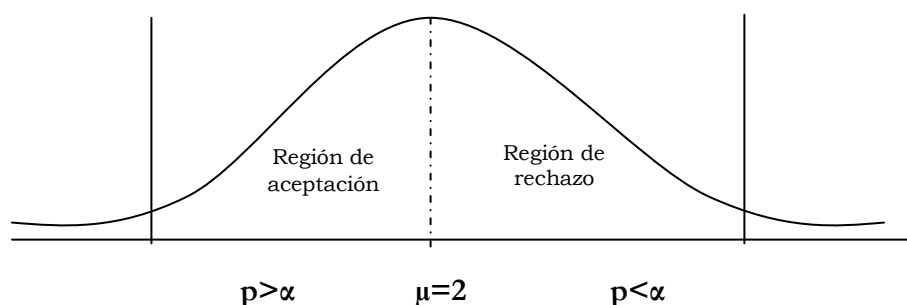 Región de
aceptación
Región de
rechazo
p>α
μ=2
p<α